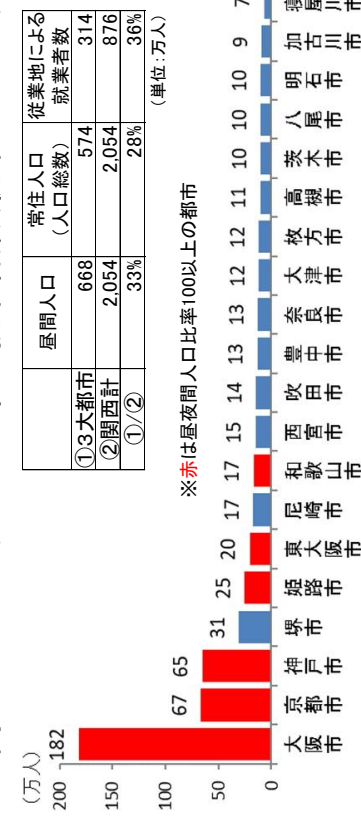 昼間人口 常住人口（人口総数） 従業地による就業者数
①3大都市 668 574 314
②関西計 2,054 2,054 876
①/② 33% 28% 36%
(単位:万人)
※赤は昼夜間人口比率100以上の都市
(万人)
200
150
100
50
0
182
67
65
31
25
20
17
17
15
14
13
13
12
12
11
10
10
10
9
7
大阪市
京都市
神戸市
堺市
姫路市
東大阪市
尼崎市
和歌山市
西宮市
吹田市
豊中市
奈良市
大津市
枚方市
高槻市
茨木市
八尾市
明石市
加古川市
寝屋川市